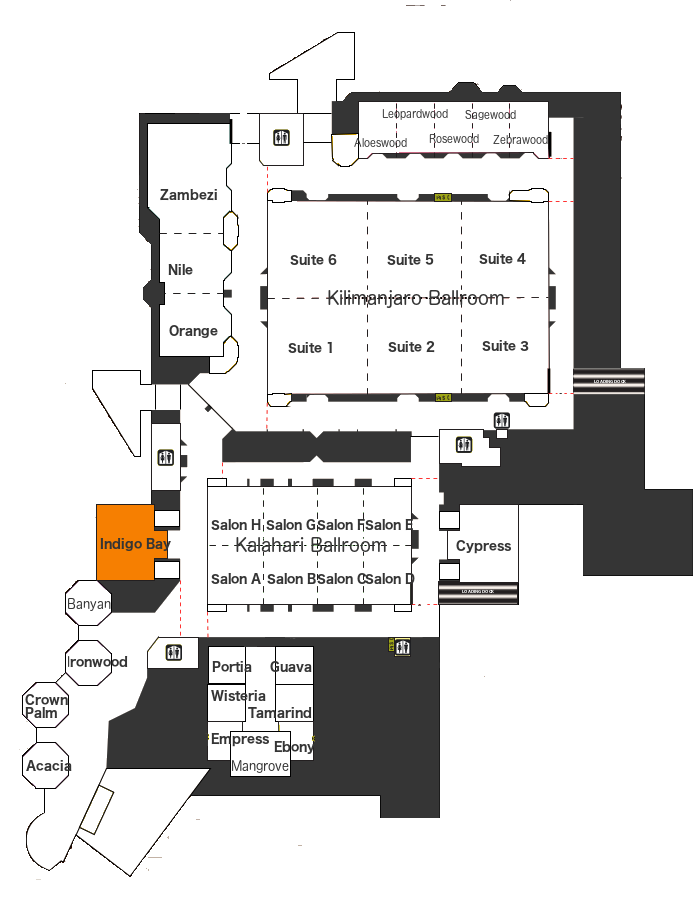 Leopardwood Sagewood
Aloeswood Rosewood Zebrawood
Zambezi
Nile
Orange
Suite 6 Suite 5 Suite 4
Kilimanjaro Ballroom
Suite 1 Suite 2 Suite 3
LOADING DOCK
Salon H Salon G Salon F Salon E
Kalahari Ballroom
Salon A Salon B Salon C Salon D
Indigo Bay
Cypress
LOADING DOCK
Banyan
Ironwood
Crown
Palm
Acacia
Portia Guava
Wisteria
Tamarind
Empress
Ebony
Mangrove